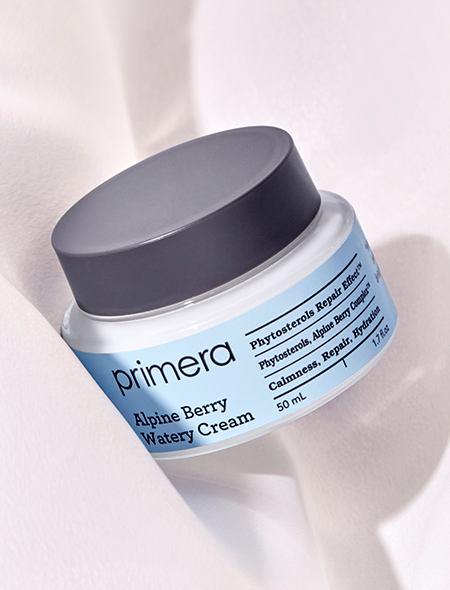 primera
Alpine Berry
Watery Cream
Phytosterols Repair Effect™
Phytosterols, Alpine Berry Complex™
Calmness, Repair, Hydration
50 mL
1.7 fl.oz